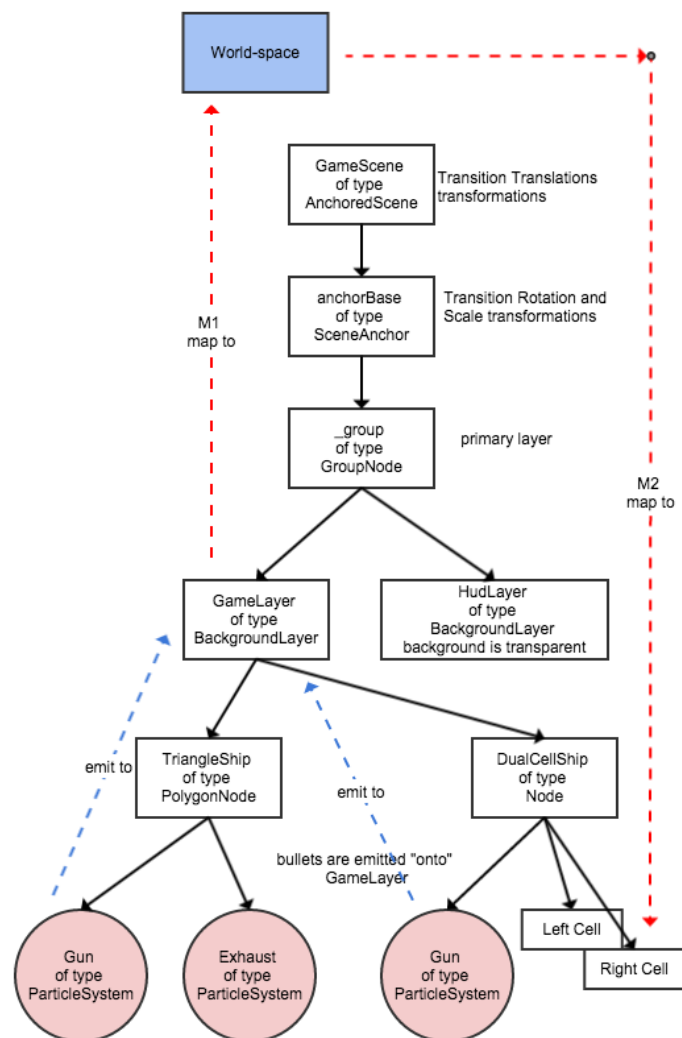 World-space
GameScene
of type
AnchoredScene
Transition Translations
transformations
anchorBase
of type
SceneAnchor
Transition Rotation and
Scale transformations
M1
map to
_group
of type
GroupNode
primary layer
M2
map to
GameLayer
of type
BackgroundLayer
HudLayer
of type
BackgroundLayer
background is transparent
emit to
TriangleShip
of type
PolygonNode
emit to
DualCellShip
of type
Node
bullets are emitted "onto"
GameLayer
Gun
of type
ParticleSystem
Exhaust
of type
ParticleSystem
Gun
of type
ParticleSystem
Left Cell
Right Cell